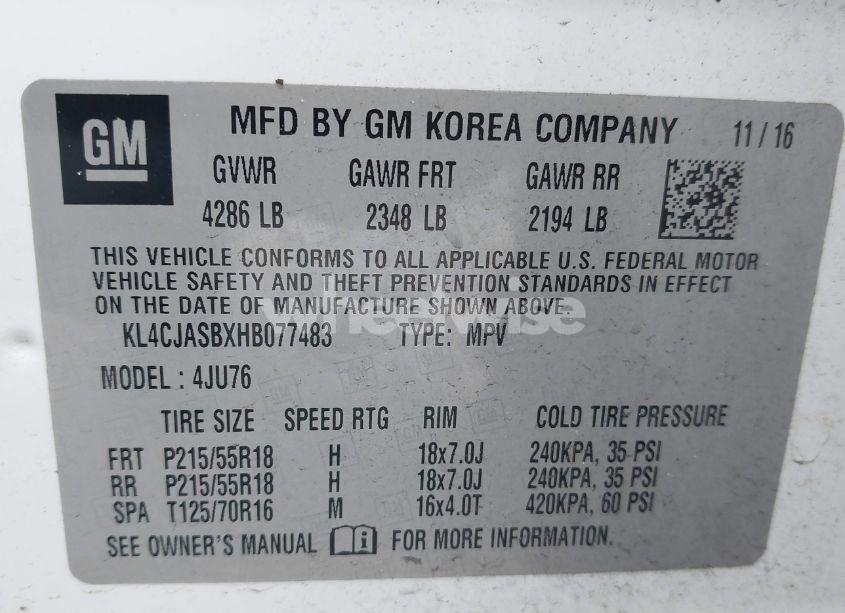 GM
MFD BY GM KOREA COMPANY 11 / 16
GVWR GAWR FRT GAWR RR
4286 LB 2348 LB 2194 LB
THIS VEHICLE CONFORMS TO ALL APPLICABLE U.S. FEDERAL MOTOR
VEHICLE SAFETY AND THEFT PREVENTION STANDARDS IN EFFECT
ON THE DATE OF MANUFACTURE SHOWN ABOVE.
KL4CJASBXHB077483 TYPE: MPV
MODEL : 4JU76
TIRE SIZE SPEED RTG RIM COLD TIRE PRESSURE
FRT P215/55R18 H 18x7.0J 240KPA, 35 PSI
RR P215/55R18 H 18x7.0J 240KPA, 35 PSI
SPA T125/70R16 M 16x4.0T 420KPA, 60 PSI
SEE OWNER'S MANUAL i FOR MORE INFORMATION.